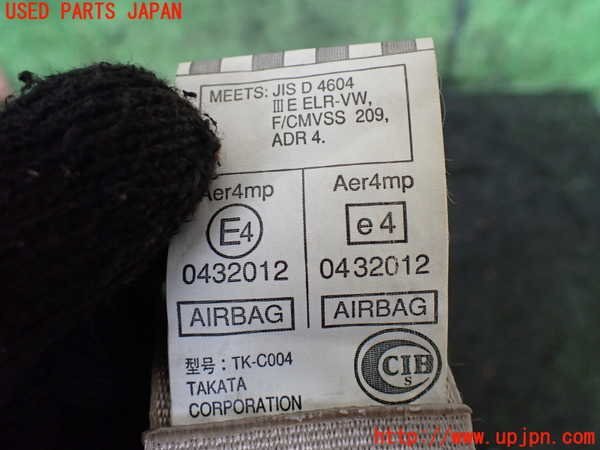 USED PARTS JAPAN
MEETS: JIS D 4604
Ⅲ E ELR-VW,
F/CMVSS 209,
ADR 4.
Aer4mp
E4
0432012
AIRBAG
Aer4mp
e4
0432012
AIRBAG
型号: TK-C004
TAKATA
CORPORATION
CIB
S
http://www.upjpn.com/